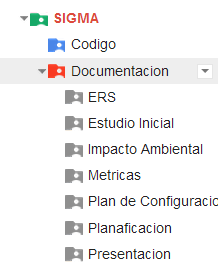 SIGMA
Codigo
Documentacion
ERS
Estudio Inicial
Impacto Ambiental
Metricas
Plan de Configuracio
Planaficacion
Presentacion